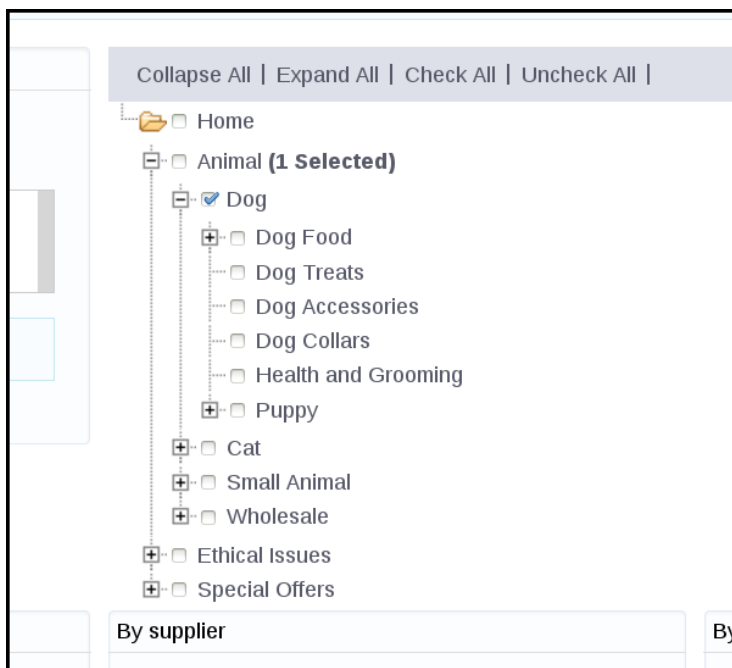 Collapse All | Expand All | Check All | Uncheck All |
Home
Animal (1 Selected)
Dog
Dog Food
Dog Treats
Dog Accessories
Dog Collars
Health and Grooming
Puppy
Cat
Small Animal
Wholesale
Ethical Issues
Special Offers
By supplier By